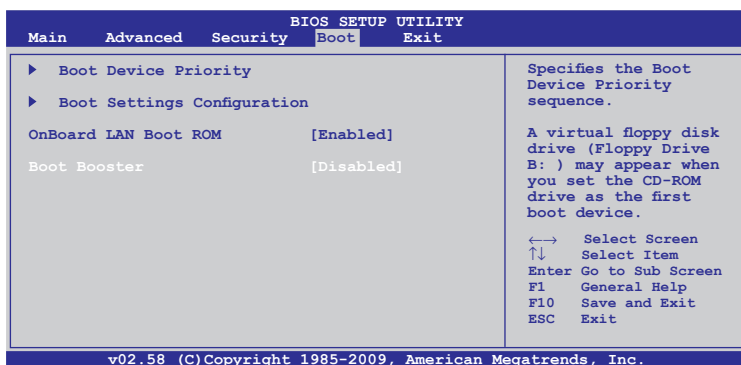 BIOS SETUP UTILITY
Main Advanced Security Boot Exit
▶ Boot Device Priority
▶ Boot Settings Configuration
OnBoard LAN Boot ROM [Enabled]
Boot Booster [Disabled]
Specifies the Boot
Device Priority
sequence.
A virtual floppy disk
drive (Floppy Drive
B: ) may appear when
you set the CD-ROM
drive as the first
boot device.
←→ Select Screen
↑↓ Select Item
Enter Go to Sub Screen
F1 General Help
F10 Save and Exit
ESC Exit
v02.58 (C)Copyright 1985-2009, American Megatrends, Inc.